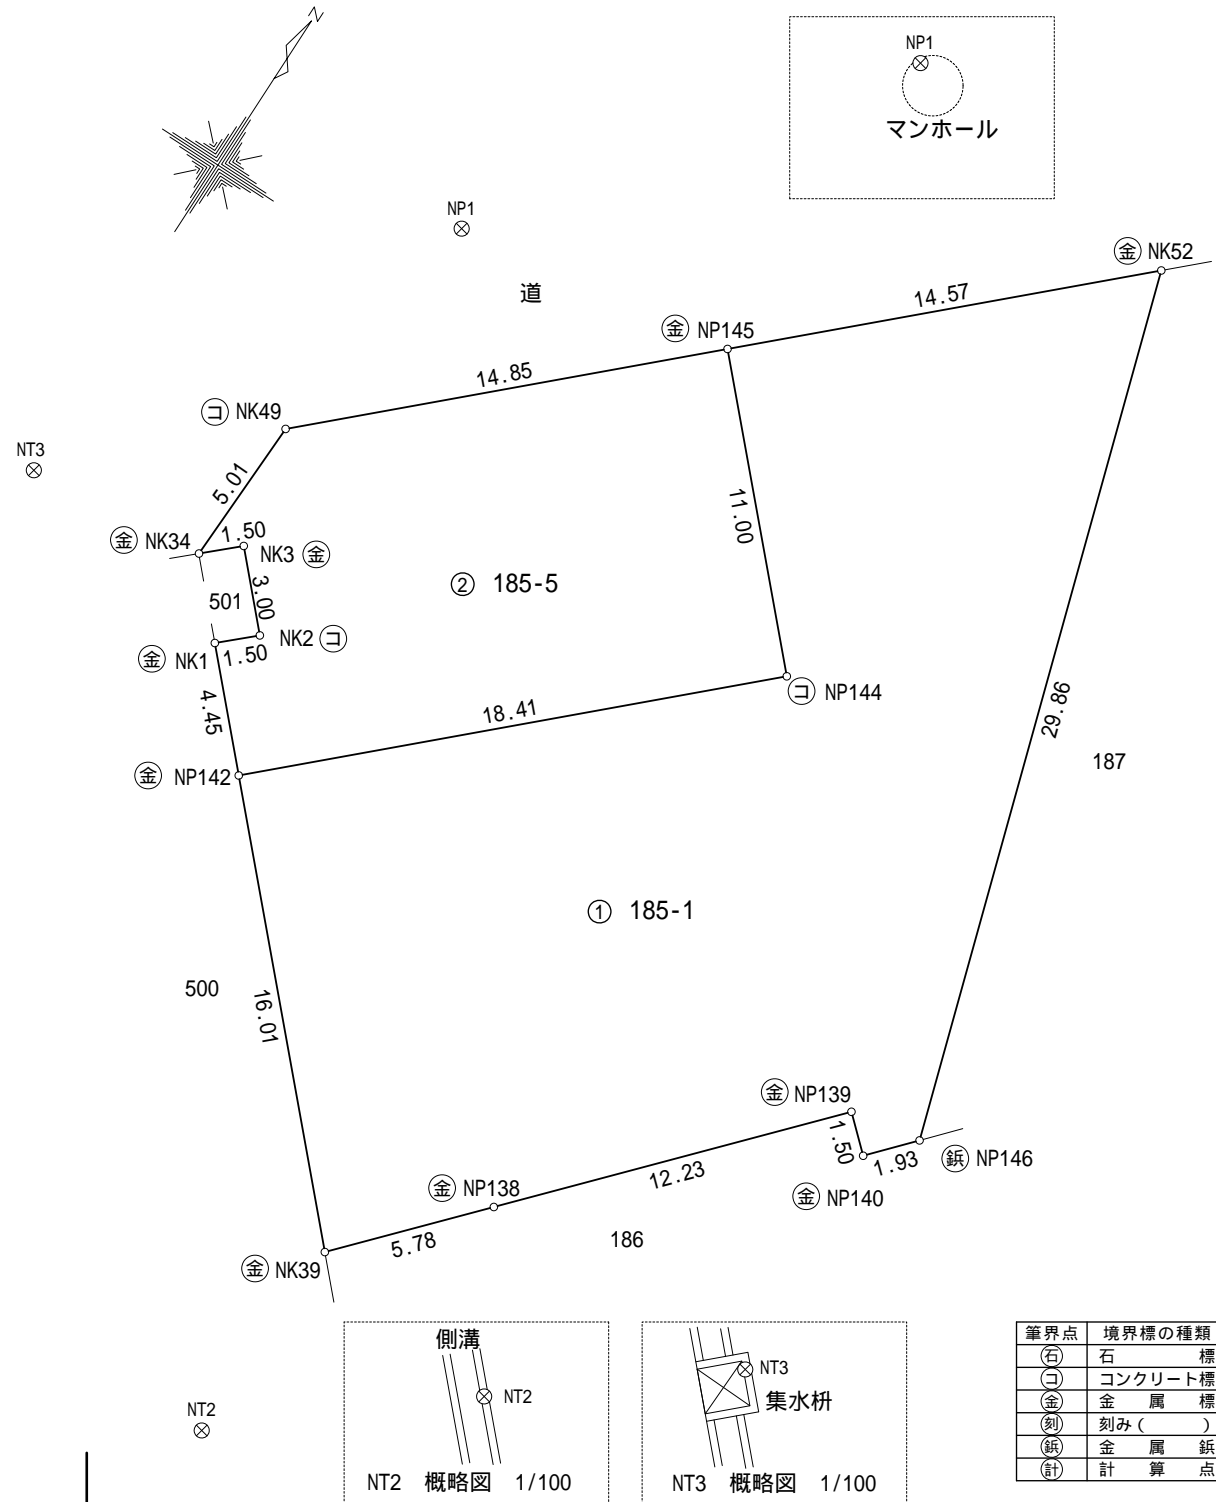 N
NP1
マンホール
NP1
道
金 NK52
14.57
金 NP145
14.85
コ NK49
NT3
5.01
1.50
金 NK34
NK3 金
11.00
② 185-5
3.00
501
NK2 コ
金 NK1
1.50
コ NP144
4.45
18.41
29.86
187
金 NP142
① 185-1
500
16.01
金 NP139
1.50
1.93
鋲 NP146
12.23
金 NP138
金 NP140
5.78
186
金 NK39
側溝
NT2
NT2 概略図 1/100
NT3
集水枡
NT3 概略図 1/100
NT2
筆界点 境界標の種類
石 石 標
コ コンクリート標
金 金 属 標
刻 刻み ( )
鋲 金 属 鋲
計 計 算 点